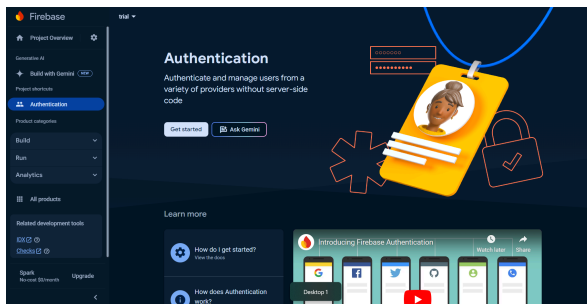 Firebase
trial
Project Overview
Generative AI
Build with Gemini NEW
Project shortcuts
Authentication
Product categories
Build
Run
Analytics
All products
Related development tools
IDX
Checks
Spark
No-cost $0/month
Upgrade
Authentication
Authenticate and manage users from a
variety of providers without server-side
code
Get started
Ask Gemini
Learn more
How do I get started?
View the docs
How does Authentication
work?
Introducing Firebase Authentication
Watch later
Share
Desktop 1